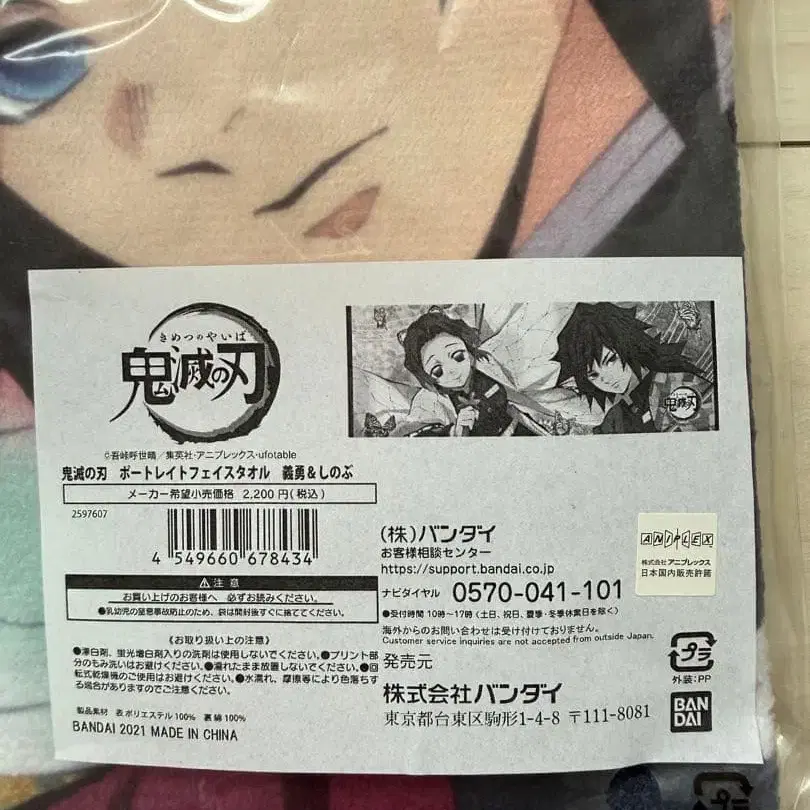 きめつのやいば
鬼滅の刃
鬼滅の刃
©吾峠呼世晴／集英社・アニプレックス・ufotable
鬼滅の刃 ポートレイトフェイスタオル 義勇&しのぶ
メーカー希望小売価格 2,200円(税込)
2597607
4 549660 678434
⚠注意
お買い上げのお客様へ 必ずお読みください。
●乳幼児の窒息事故防止のため、袋は開封後すぐに捨ててください。
《お取り扱い上の注意》
●漂白剤、蛍光増白剤入りの洗剤は使用しないでください。●プリント部
分のもみ洗いはお避けください。●濡れたまま放置しないでください。●回
転式乾燥機のご使用はお避けください。●水濡れ、摩擦等により色落ちす
る場合がありますのでご注意ください。
製品素材 表:ポリエステル100% 裏:綿100%
BANDAI 2021 MADE IN CHINA
(株)バンダイ
お客様相談センター
https://support.bandai.co.jp
ナビダイヤル 0570-041-101
●受付時間 10時～17時 (土、日、祝日、夏季・冬季休業日を除く)
海外からのお問い合わせは受け付けておりません。
Customer service inquiries are not accepted from outside Japan.
発売元
株式会社バンダイ
東京都台東区駒形1-4-8 〒111-8081
ANIPLEX
株式会社アニプレックス
日本国内販売許諾
プラ
外装:PP
BAN
DAI